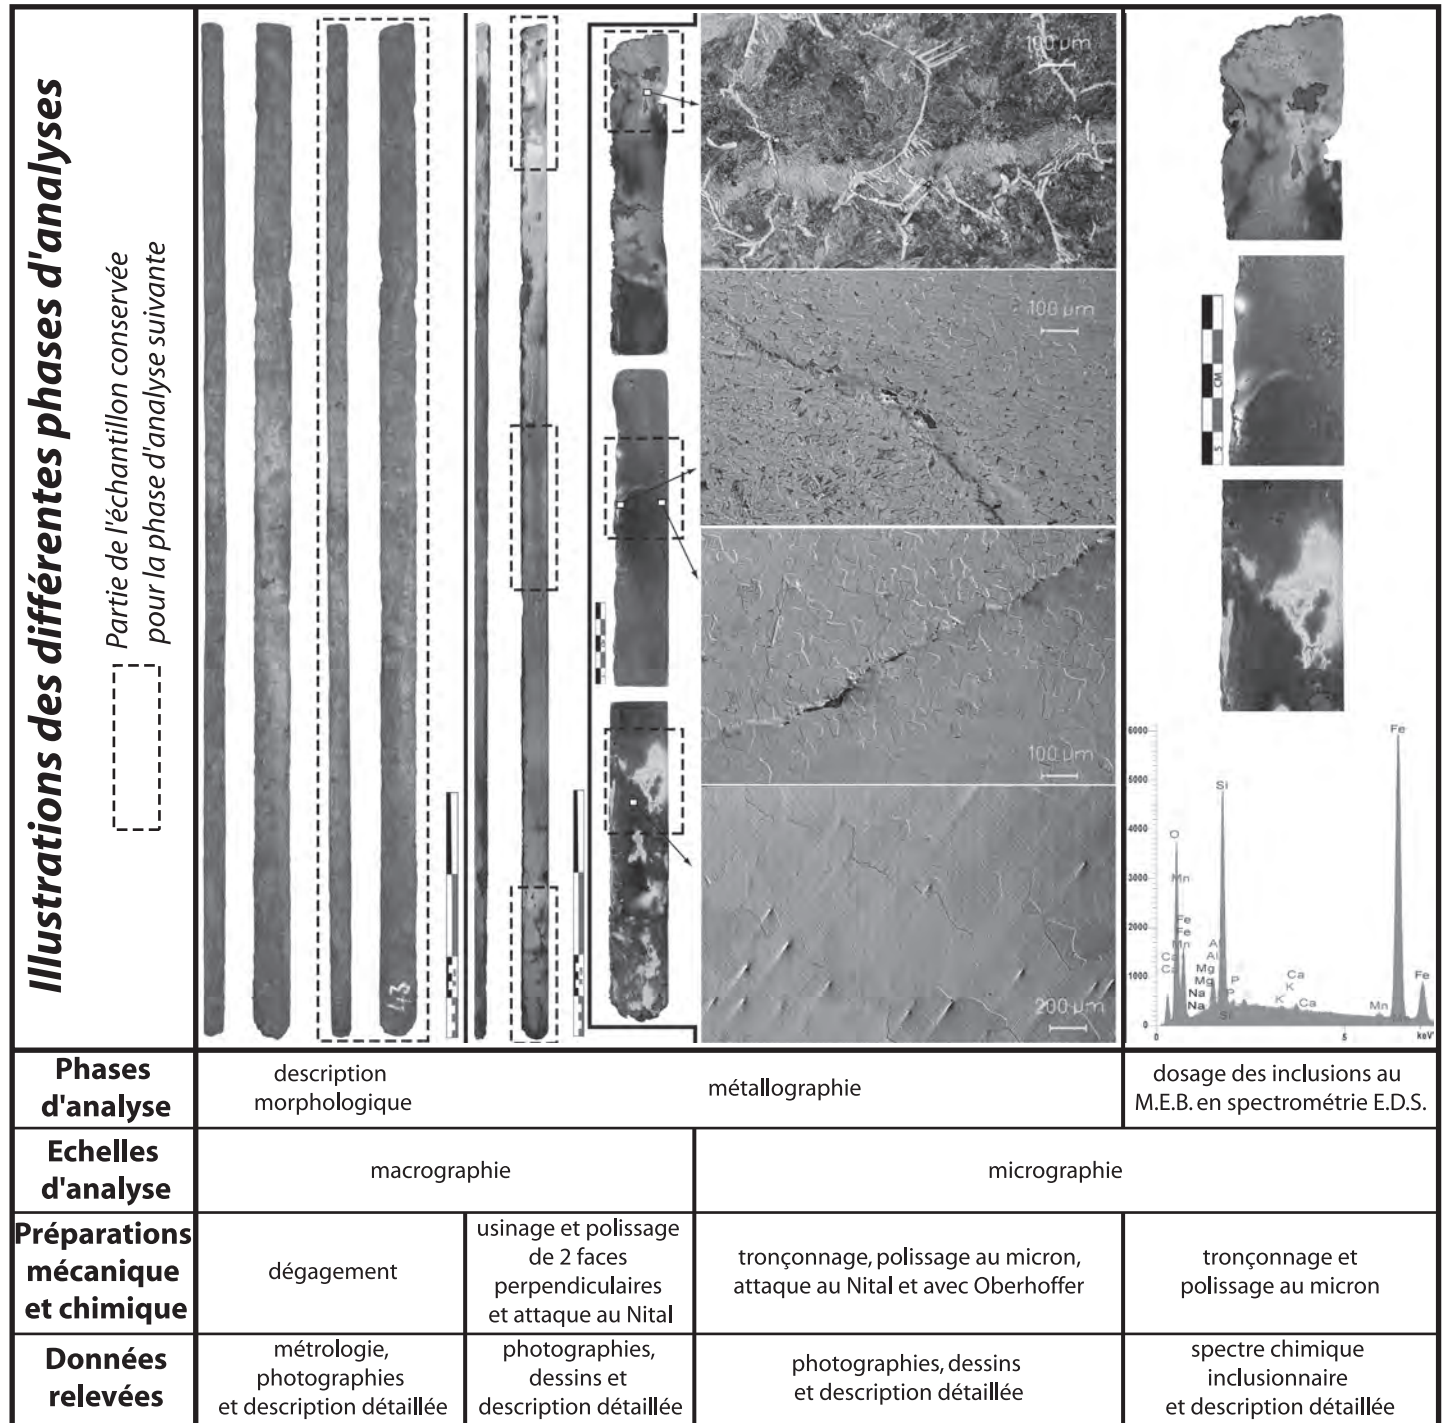 Illustrations des différentes phases d'analyses
Partie de l'échantillon conservée
pour la phase d'analyse suivante
43
100 µm
100 µm
100 µm
200 µm
CM
5
6000
5000
4000
3000
2000
1000
0
O
Mn
Fe
Fe
Mn
Ca
Ca
Mg
Mg
Na
Na
Al
Al
Si
Si
P
P
K
K
Ca
Ca
Mn
Fe
Fe
0
5
keV
Phases
d'analyse
description
morphologique
métallographie
dosage des inclusions au
M.E.B. en spectrométrie E.D.S.
Echelles
d'analyse
macrographie
micrographie
Préparations
mécanique
et chimique
dégagement
usinage et polissage
de 2 faces
perpendiculaires
et attaque au Nital
tronçonnage, polissage au micron,
attaque au Nital et avec Oberhoffer
tronçonnage et
polissage au micron
Données
relevées
métrologie,
photographies
et description détaillée
photographies,
dessins et
description détaillée
photographies, dessins
et description détaillée
spectre chimique
inclusionnaire
et description détaillée